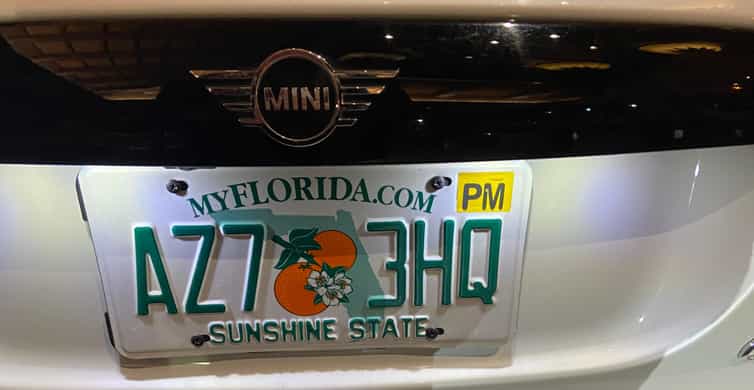 MINI
MYFLORIDA.COM
PM
AZ7 3HQ
SUNSHINE STATE